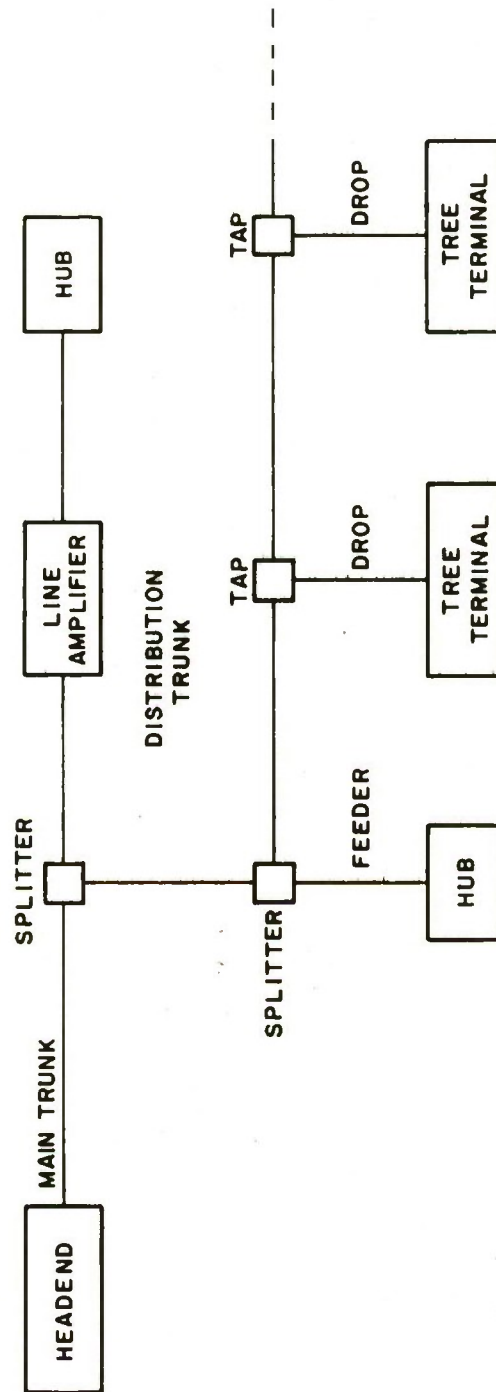 HEADEND
MAIN TRUNK
SPLITTER
LINE
AMPLIFIER
HUB
DISTRIBUTION
TRUNK
SPLITTER
TAP
TAP
FEEDER
DROP
DROP
HUB
TREE
TERMINAL
TREE
TERMINAL